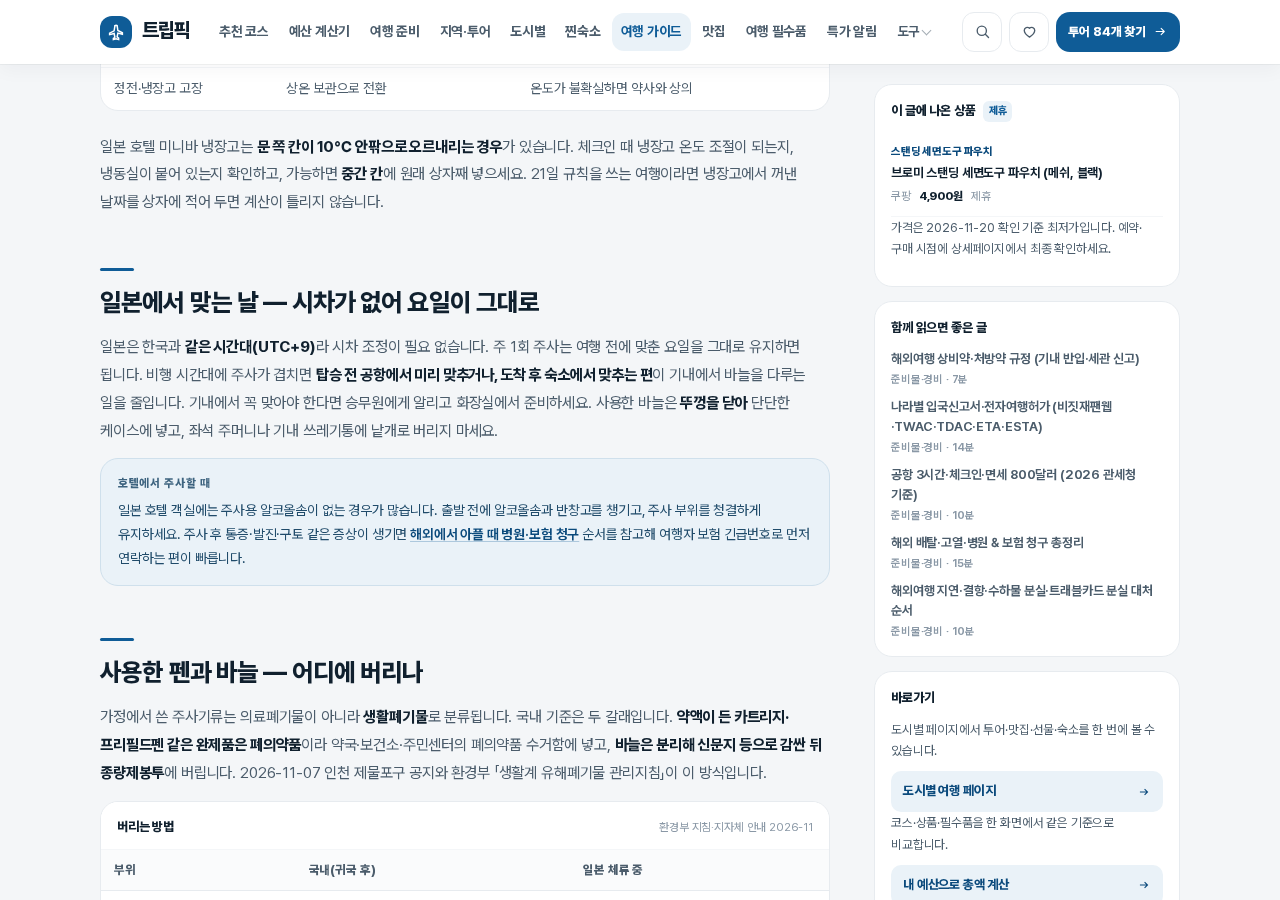 트립픽
추천 코스
예산 계산기
여행 준비
지역·투어
도시별
찐숙소
여행 가이드
맛집
여행 필수품
특가 알림
도구
투어 84개 찾기 →
정전·냉장고 고장
상온 보관으로 전환
온도가 불확실하면 약사와 상의
일본 호텔 미니바 냉장고는 문 쪽 칸이 10°C 안팎으로 오르내리는 경우가 있습니다. 체크인 때 냉장고 온도 조절이 되는지,
냉동실이 붙어 있는지 확인하고, 가능하면 중간 칸에 원래 상자째 넣으세요. 21일 규칙을 쓰는 여행이라면 냉장고에서 꺼낸
날짜를 상자에 적어 두면 계산이 틀리지 않습니다.
일본에서 맞는 날 — 시차가 없어 요일이 그대로
일본은 한국과 같은 시간대(UTC+9)라 시차 조정이 필요 없습니다. 주 1회 주사는 여행 전에 맞춘 요일을 그대로 유지하면
됩니다. 비행 시간대에 주사가 겹치면 탑승 전 공항에서 미리 맞추거나, 도착 후 숙소에서 맞추는 편이 기내에서 바늘을 다루는
일을 줄입니다. 기내에서 꼭 맞아야 한다면 승무원에게 알리고 화장실에서 준비하세요. 사용한 바늘은 뚜껑을 닫아 단단한
케이스에 넣고, 좌석 주머니나 기내 쓰레기통에 낱개로 버리지 마세요.
호텔에서 주사할 때
일본 호텔 객실에는 주사용 알코올솜이 없는 경우가 많습니다. 출발 전에 알코올솜과 반창고를 챙기고, 주사 부위를 청결하게
유지하세요. 주사 후 통증·발진·구토 같은 증상이 생기면 해외에서 아플 때 병원·보험 청구 순서를 참고해 여행자 보험 긴급번호로 먼저
연락하는 편이 빠릅니다.
사용한 펜과 바늘 — 어디에 버리나
가정에서 쓴 주사기류는 의료폐기물이 아니라 생활폐기물로 분류됩니다. 국내 기준은 두 갈래입니다. 약액이 든 카트리지·
프리필드펜 같은 완제품은 폐의약품이라 약국·보건소·주민센터의 폐의약품 수거함에 넣고, 바늘은 분리해 신문지 등으로 감싼 뒤
종량제봉투에 버립니다. 2026-11-07 인천 제물포구 공지와 환경부 「생활계 유해폐기물 관리지침」이 이 방식입니다.
버리는 방법
환경부 지침·지자체 안내 2026-11
부위
국내(귀국 후)
일본 체류 중
이 글에 나온 상품 제휴
스탠딩세면도구파우치
브로미 스탠딩 세면도구 파우치 (메쉬, 블랙)
쿠팡 4,900원 제휴
가격은 2026-11-20 확인 기준 최저가입니다. 예약·
구매 시점에 상세페이지에서 최종 확인하세요.
함께 읽으면 좋은 글
해외여행 상비약·처방약 규정 (기내 반입·세관 신고)
준비물·경비 · 7분
나라별 입국신고서·전자여행허가 (비짓재팬웹
·TWAC·TDAC·ETA·ESTA)
준비물·경비 · 14분
공항 3시간·체크인·면세 800달러 (2026 관세청
기준)
준비물·경비 · 10분
해외 배탈·고열·병원 & 보험 청구 총정리
준비물·경비 · 15분
해외여행 지연·결항·수하물 분실·트래블카드 분실 대처
순서
준비물·경비 · 10분
바로가기
도시별 페이지에서 투어·맛집·선물·숙소를 한 번에 볼 수
있습니다.
도시별 여행 페이지 →
코스·상품·필수품을 한 화면에서 같은 기준으로
비교합니다.
내 예산으로 총액 계산 →